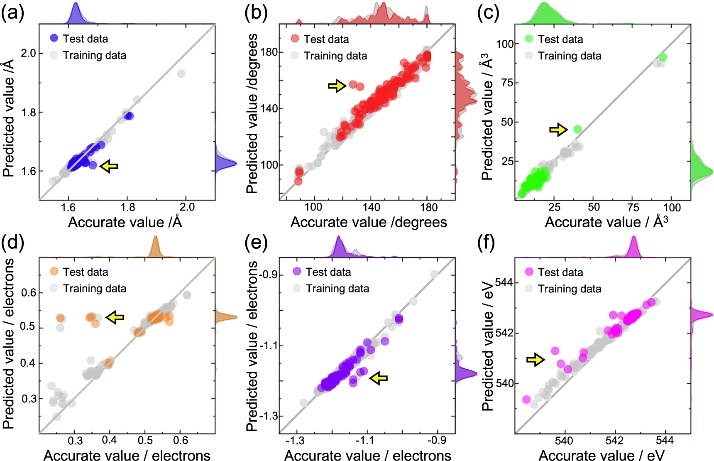 (a)
Test data
Training data
2.0
1.8
1.6
1.6
1.8
2.0
Predicted value /Å
Accurate value /Å
(b)
Test data
Training data
180
140
100
100
140
180
Predicted value /degrees
Accurate value /degrees
(c)
Test data
Training data
100
75
50
25
25
50
75
100
Predicted value / Å³
Accurate value / Å³
(d)
Test data
Training data
0.7
0.6
0.5
0.4
0.3
0.3
0.4
0.5
0.6
Predicted value / electrons
Accurate value / electrons
(e)
Test data
Training data
-0.9
-1.1
-1.3
-1.3
-1.1
-0.9
Predicted value / electrons
Accurate value / electrons
(f)
Test data
Training data
544
542
540
540
542
544
Predicted value / eV
Accurate value / eV